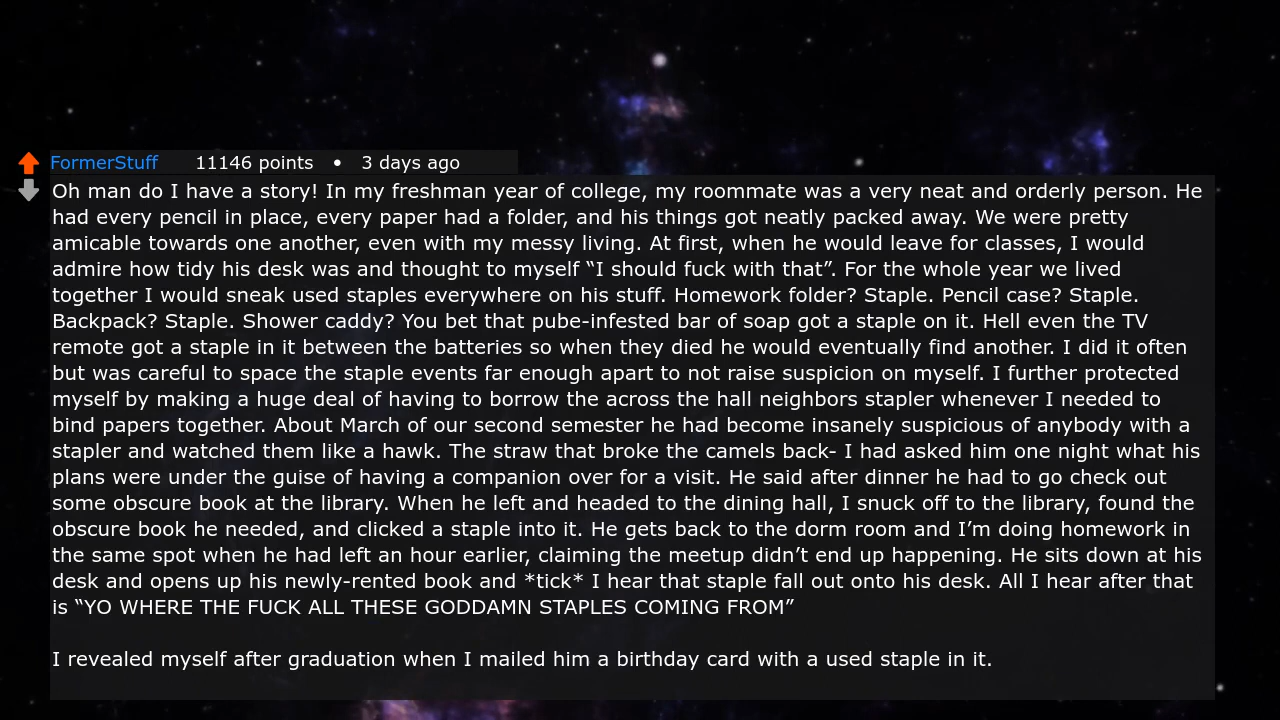 FormerStuff 11146 points • 3 days ago
Oh man do I have a story! In my freshman year of college, my roommate was a very neat and orderly person. He
had every pencil in place, every paper had a folder, and his things got neatly packed away. We were pretty
amicable towards one another, even with my messy living. At first, when he would leave for classes, I would
admire how tidy his desk was and thought to myself “I should fuck with that”. For the whole year we lived
together I would sneak used staples everywhere on his stuff. Homework folder? Staple. Pencil case? Staple.
Backpack? Staple. Shower caddy? You bet that pube-infested bar of soap got a staple on it. Hell even the TV
remote got a staple in it between the batteries so when they died he would eventually find another. I did it often
but was careful to space the staple events far enough apart to not raise suspicion on myself. I further protected
myself by making a huge deal of having to borrow the across the hall neighbors stapler whenever I needed to
bind papers together. About March of our second semester he had become insanely suspicious of anybody with a
stapler and watched them like a hawk. The straw that broke the camels back- I had asked him one night what his
plans were under the guise of having a companion over for a visit. He said after dinner he had to go check out
some obscure book at the library. When he left and headed to the dining hall, I snuck off to the library, found the
obscure book he needed, and clicked a staple into it. He gets back to the dorm room and I’m doing homework in
the same spot when he had left an hour earlier, claiming the meetup didn’t end up happening. He sits down at his
desk and opens up his newly-rented book and *tick* I hear that staple fall out onto his desk. All I hear after that
is “YO WHERE THE FUCK ALL THESE GODDAMN STAPLES COMING FROM”
I revealed myself after graduation when I mailed him a birthday card with a used staple in it.